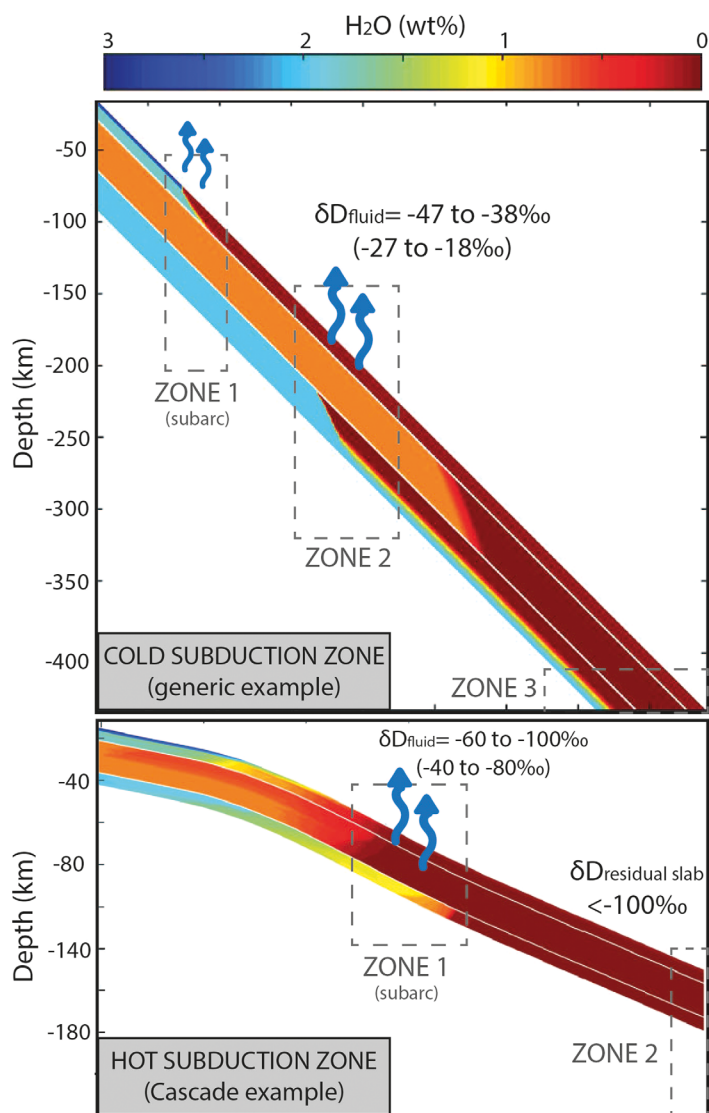 H2O (wt%)
3 2 1 0
Depth (km)
-50
-100
-150
-200
-250
-300
-350
-400
δDfluid= -47 to -38‰
(-27 to -18‰)
ZONE 1
(subarc)
ZONE 2
ZONE 3
COLD SUBDUCTION ZONE
(generic example)
Depth (km)
-40
-80
-140
-180
δDfluid= -60 to -100‰
(-40 to -80‰)
δDresidual slab
<-100‰
ZONE 1
(subarc)
ZONE 2
HOT SUBDUCTION ZONE
(Cascade example)